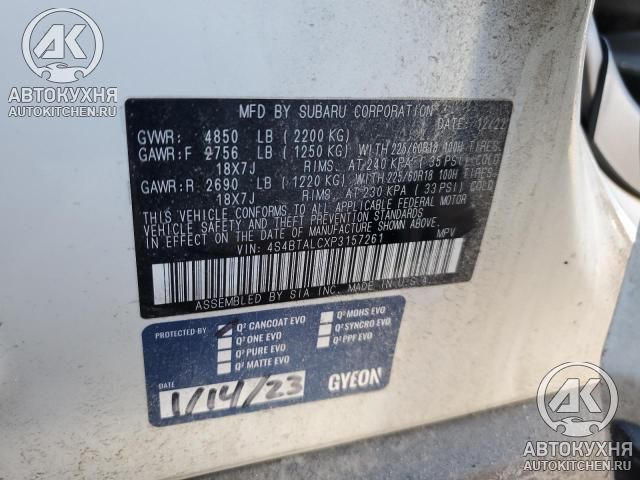 АК
АВТОКУХНЯ
AUTOKITCHEN.RU
MFD BY SUBARU CORPORATION 12/22
GVWR: 4850 LB (2200 KG)
GAWR:F 2756 LB (1250 KG) WITH 225/60R18 100H TIRES,
18X7J RIMS, AT 240 KPA (35 PSI) COLD
GAWR:R 2690 LB (1220 KG) WITH 225/60R18 100H TIRES,
18X7J RIMS, AT 230 KPA (33 PSI) COLD
THIS VEHICLE CONFORMS TO ALL APPLICABLE FEDERAL MOTOR
VEHICLE SAFETY AND THEFT PREVENTION STANDARDS
IN EFFECT ON THE DATE OF MANUFACTURE SHOWN ABOVE.
VIN: 4S4BTALCXP3157261 MPV
ASSEMBLED BY SIA INC. MADE IN U.S.A.
PROTECTED BY Q² CANCOAT EVO Q² MOHS EVO
Q² ONE EVO Q² SYNCRO EVO
Q² PURE EVO Q² PPF EVO
Q² MATTE EVO
DATE
1/14/23 GYEON
АК
АВТОКУХНЯ
AUTOKITCHEN.RU